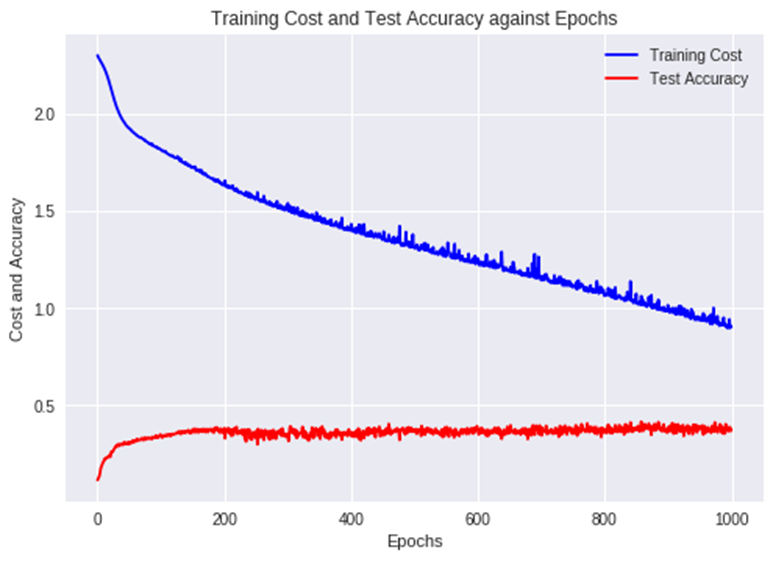 Training Cost and Test Accuracy against Epochs
Training Cost
Test Accuracy
2.0
1.5
1.0
0.5
Cost and Accuracy
0 200 400 600 800 1000
Epochs